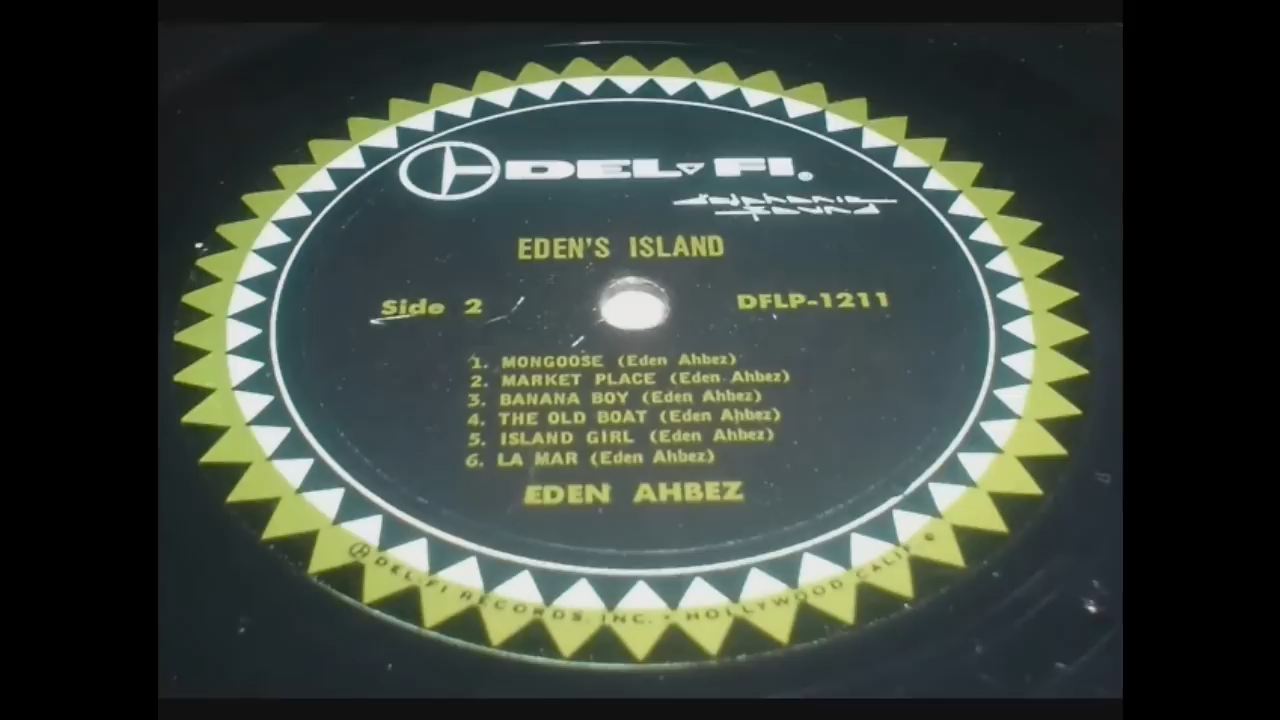 DEL-FI.
delphonic
sound
EDEN'S ISLAND
Side 2
DFLP-1211
1. MONGOOSE (Eden Ahbez)
2. MARKET PLACE (Eden Ahbez)
3. BANANA BOY (Eden Ahbez)
4. THE OLD BOAT (Eden Ahbez)
5. ISLAND GIRL (Eden Ahbez)
6. LA MAR (Eden Ahbez)
EDEN AHBEZ
DEL-FI RECORDS, INC. • HOLLYWOOD CALIF